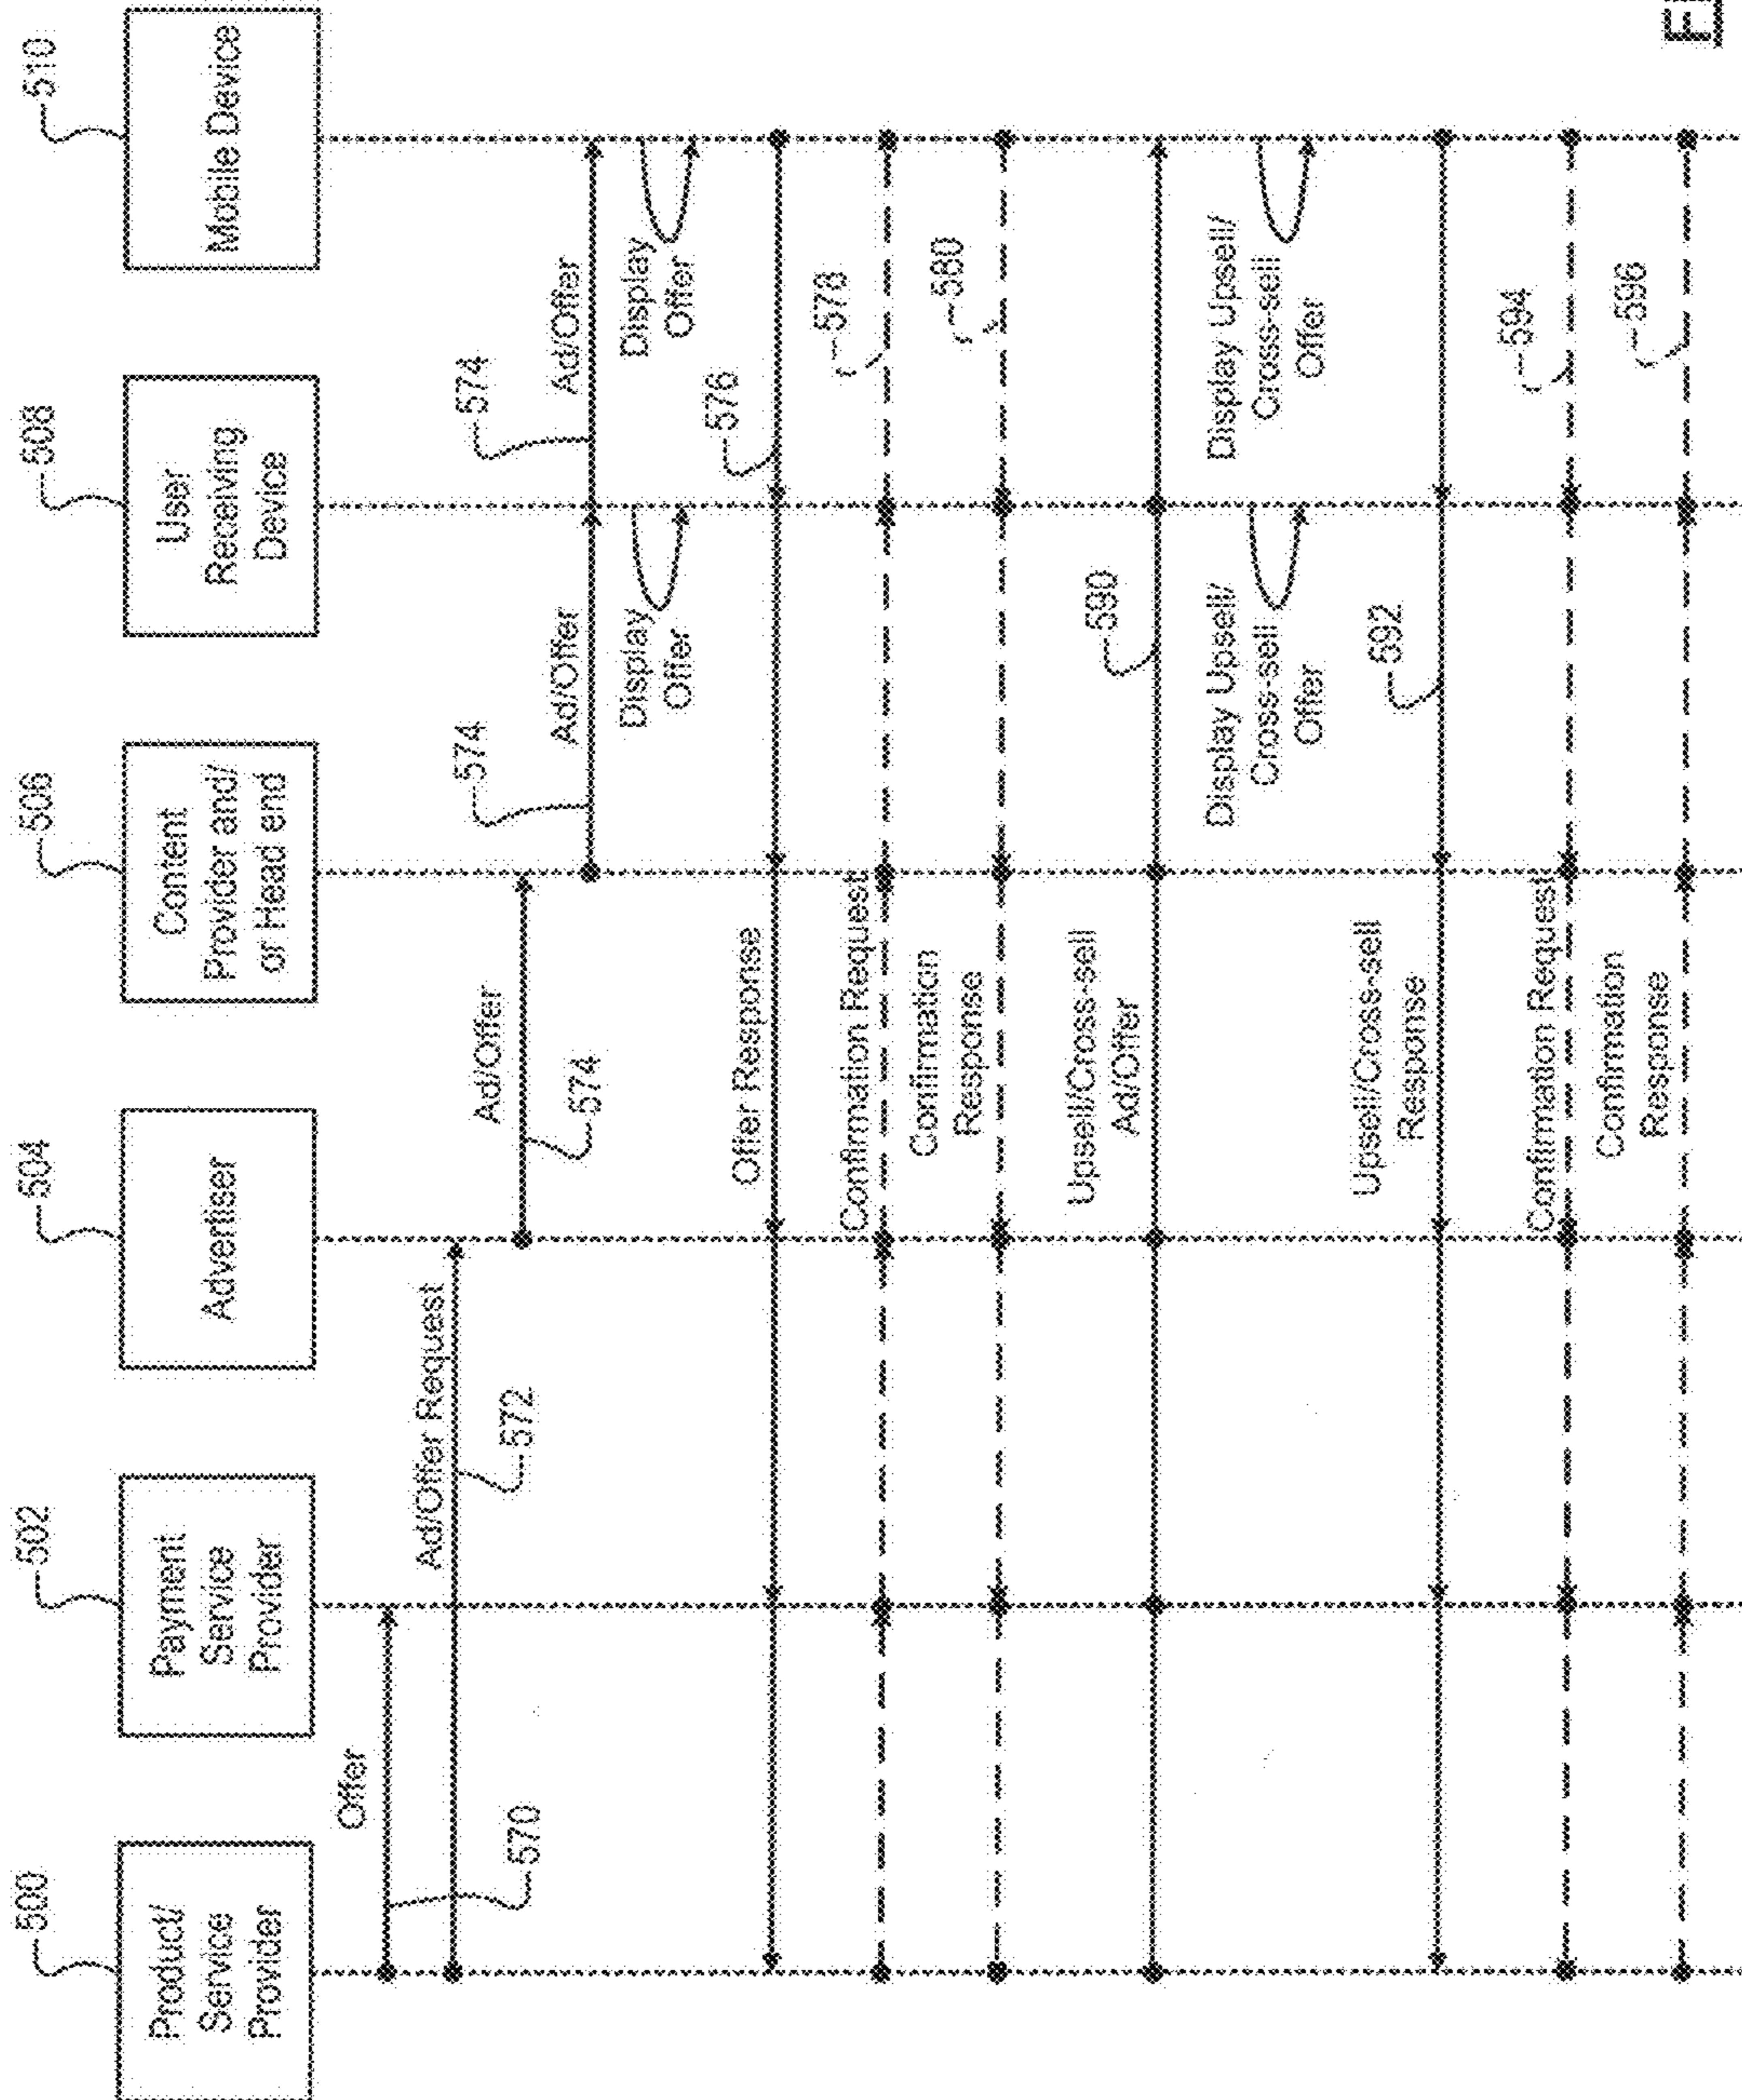 500
502
504
506
508
510
Product/
Service
Provider
Payment
Service
Provider
Advertiser
Content
Provider and/
or Head end
User
Receiving
Device
Mobile Device
Offer
570
Ad/Offer Request
572
Ad/Offer
574
574
Ad/Offer
574
Ad/Offer
Display
Offer
Display
Offer
Offer Response
576
Confirmation Request
578
Confirmation
Response
580
Upsell/Cross-sell
Ad/Offer
590
Display Upsell/
Cross-sell
Offer
Display Upsell/
Cross-sell
Offer
Upsell/Cross-sell
Response
592
Confirmation Request
594
Confirmation
Response
596